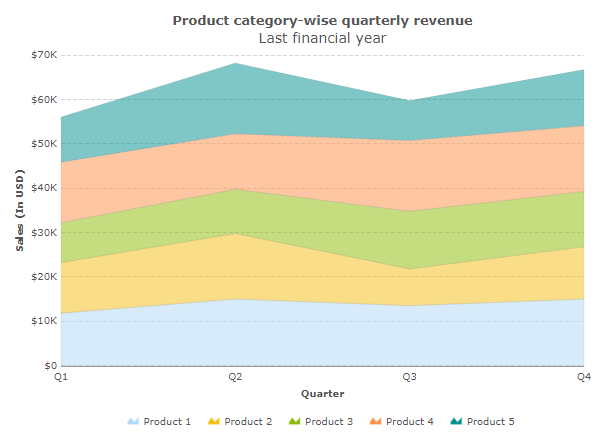 Product category-wise quarterly revenue
Last financial year
$70K
$60K
$50K
$40K
$30K
$20K
$10K
$0
Sales (In USD)
Q1 Q2 Q3 Q4
Quarter
Product 1 Product 2 Product 3 Product 4 Product 5